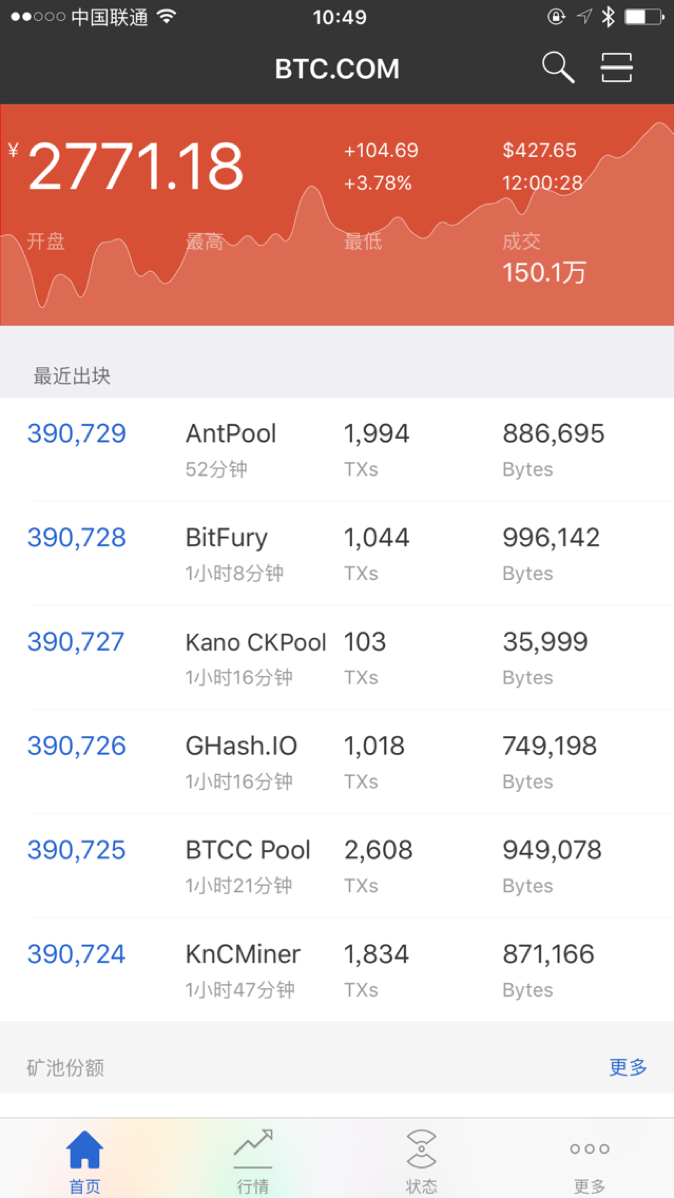 中国联通 10:49
BTC.COM
¥ 2771.18 +104.69 $427.65
+3.78% 12:00:28
开盘 最高 最低 成交
150.1万
最近出块
390,729 AntPool 1,994 886,695
52分钟 TXs Bytes
390,728 BitFury 1,044 996,142
1小时8分钟 TXs Bytes
390,727 Kano CKPool 103 35,999
1小时16分钟 TXs Bytes
390,726 GHash.IO 1,018 749,198
1小时16分钟 TXs Bytes
390,725 BTCC Pool 2,608 949,078
1小时21分钟 TXs Bytes
390,724 KnCMiner 1,834 871,166
1小时47分钟 TXs Bytes
矿池份额 更多
首页 行情 状态 更多